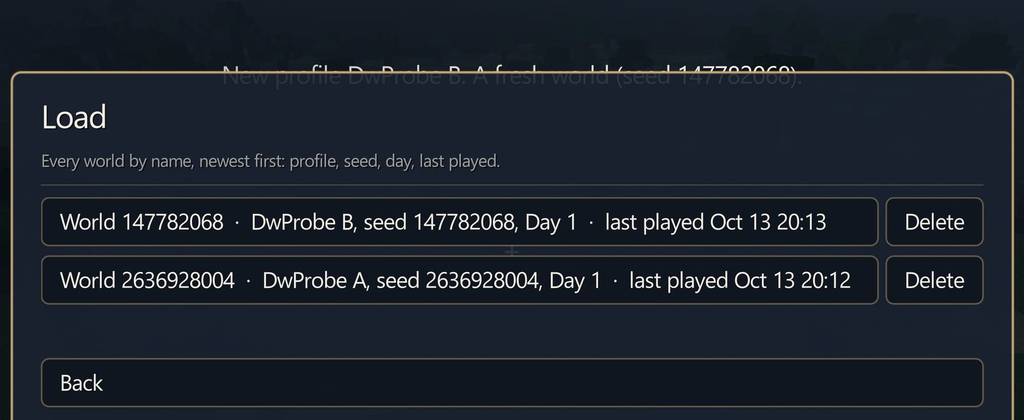 New profile DwProbe B. A fresh world (seed 147782068).
Load
Every world by name, newest first: profile, seed, day, last played.
World 147782068 · DwProbe B, seed 147782068, Day 1 · last played Oct 13 20:13 Delete
World 2636928004 · DwProbe A, seed 2636928004, Day 1 · last played Oct 13 20:12 Delete
Back